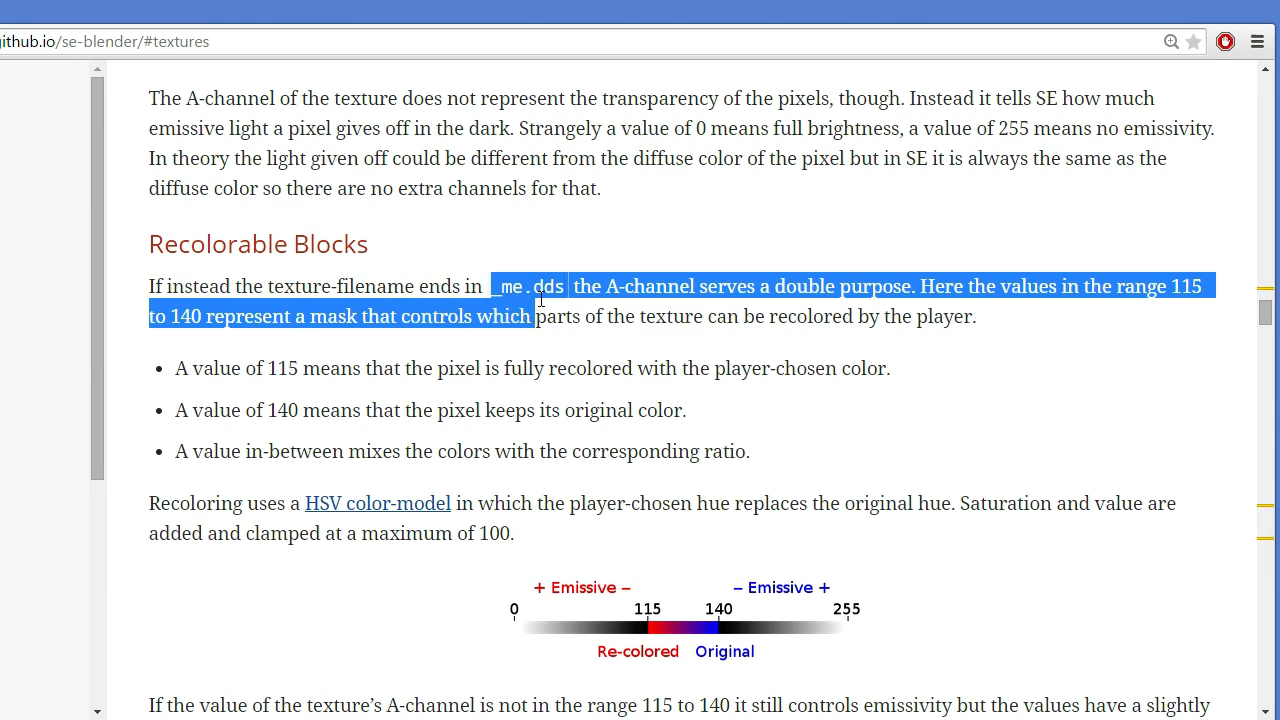 github.io/se-blender/#textures
The A-channel of the texture does not represent the transparency of the pixels, though. Instead it tells SE how much
emissive light a pixel gives off in the dark. Strangely a value of 0 means full brightness, a value of 255 means no emissivity.
In theory the light given off could be different from the diffuse color of the pixel but in SE it is always the same as the
diffuse color so there are no extra channels for that.
Recolorable Blocks
If instead the texture-filename ends in _me.dds the A-channel serves a double purpose. Here the values in the range 115
to 140 represent a mask that controls which parts of the texture can be recolored by the player.
• A value of 115 means that the pixel is fully recolored with the player-chosen color.
• A value of 140 means that the pixel keeps its original color.
• A value in-between mixes the colors with the corresponding ratio.
Recoloring uses a HSV color-model in which the player-chosen hue replaces the original hue. Saturation and value are
added and clamped at a maximum of 100.
+ Emissive − − Emissive +
0 115 140 255
Re-colored Original
If the value of the texture’s A-channel is not in the range 115 to 140 it still controls emissivity but the values have a slightly